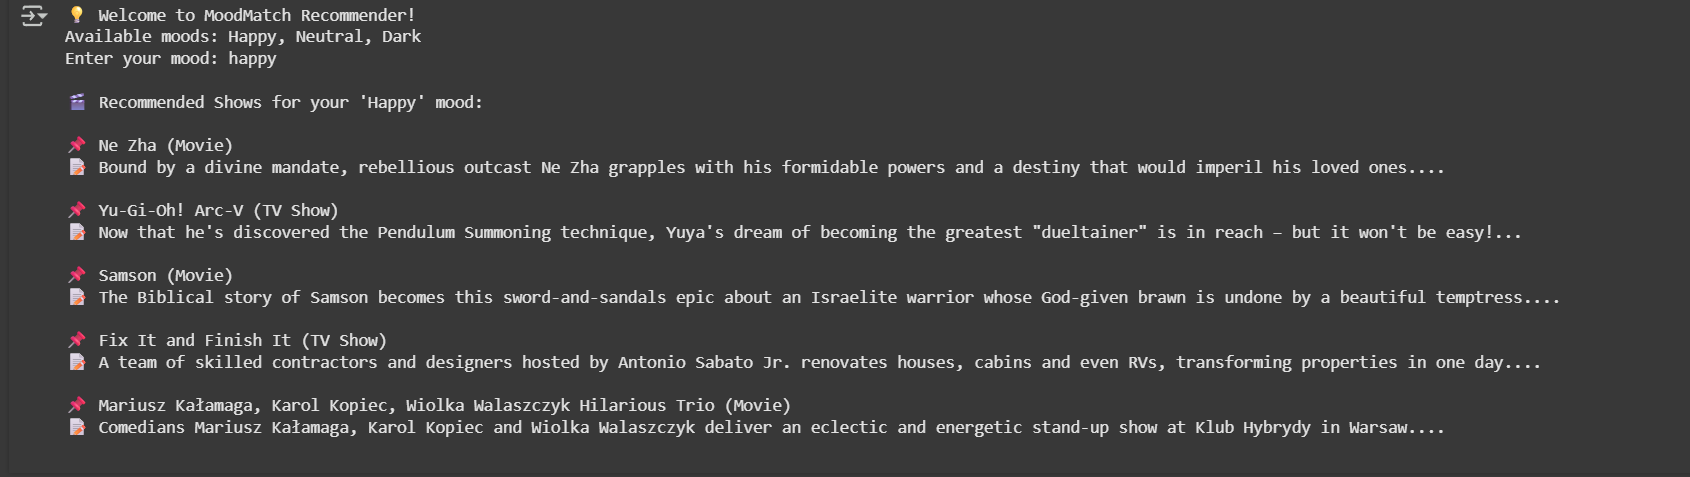 💡 Welcome to MoodMatch Recommender!
Available moods: Happy, Neutral, Dark
Enter your mood: happy
🎬 Recommended Shows for your 'Happy' mood:
📌 Ne Zha (Movie)
📝 Bound by a divine mandate, rebellious outcast Ne Zha grapples with his formidable powers and a destiny that would imperil his loved ones....
📌 Yu-Gi-Oh! Arc-V (TV Show)
📝 Now that he's discovered the Pendulum Summoning technique, Yuya's dream of becoming the greatest "dueltainer" is in reach – but it won't be easy!...
📌 Samson (Movie)
📝 The Biblical story of Samson becomes this sword-and-sandals epic about an Israelite warrior whose God-given brawn is undone by a beautiful temptress....
📌 Fix It and Finish It (TV Show)
📝 A team of skilled contractors and designers hosted by Antonio Sabato Jr. renovates houses, cabins and even RVs, transforming properties in one day....
📌 Mariusz Kałamaga, Karol Kopiec, Wiolka Walaszczyk Hilarious Trio (Movie)
📝 Comedians Mariusz Kałamaga, Karol Kopiec and Wiolka Walaszczyk deliver an eclectic and energetic stand-up show at Klub Hybrydy in Warsaw....